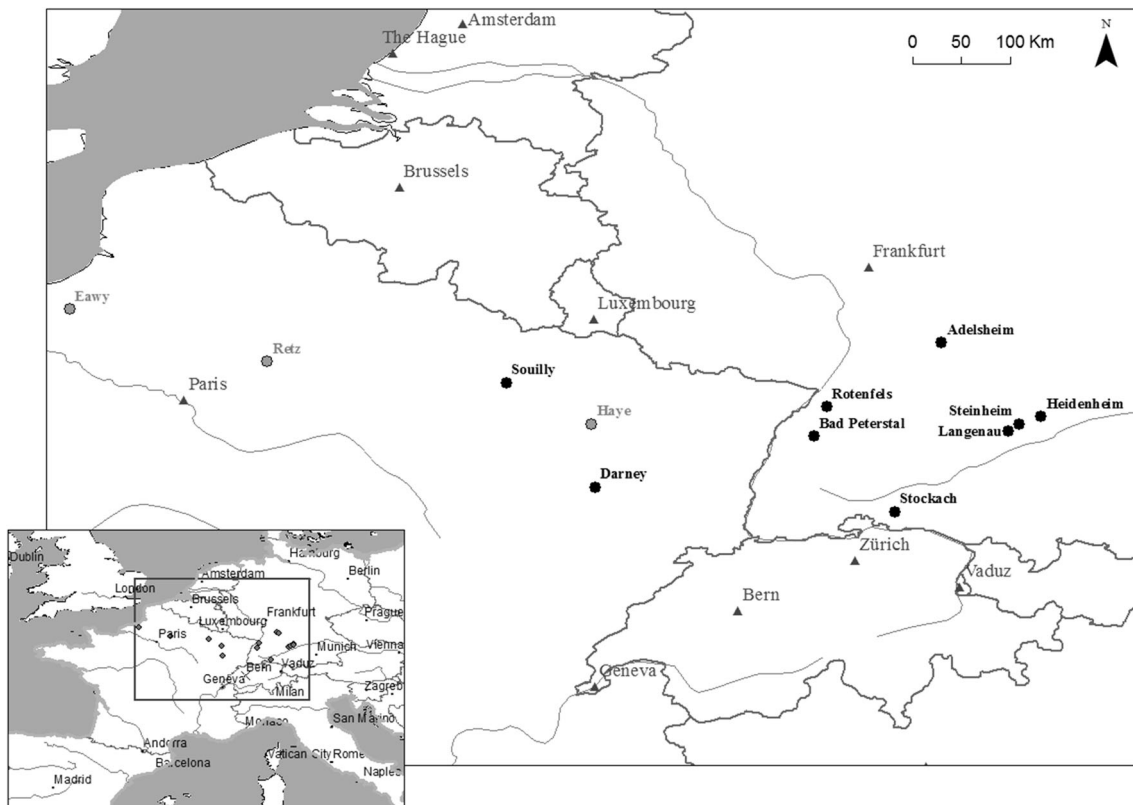 Amsterdam
The Hague
0 50 100 Km
N
Brussels
Frankfurt
Eawy
Luxembourg
Retz
Adelsheim
Paris
Souilly
Rotenfels
Haye
Steinheim
Heidenheim
Bad Peterstal
Langenau
Darney
Stockach
Zürich
Vaduz
Bern
Geneva
Dublin
Hamburg
Amsterdam
Berlin
London
Brussels
Frankfurt
Prague
Luxembourg
Paris
Munich
Vienna
Bern
Vaduz
Geneva
Milan
Zagreb
San Marino
Andorra
Vatican City
Rome
Barcelona
Madrid
Naples